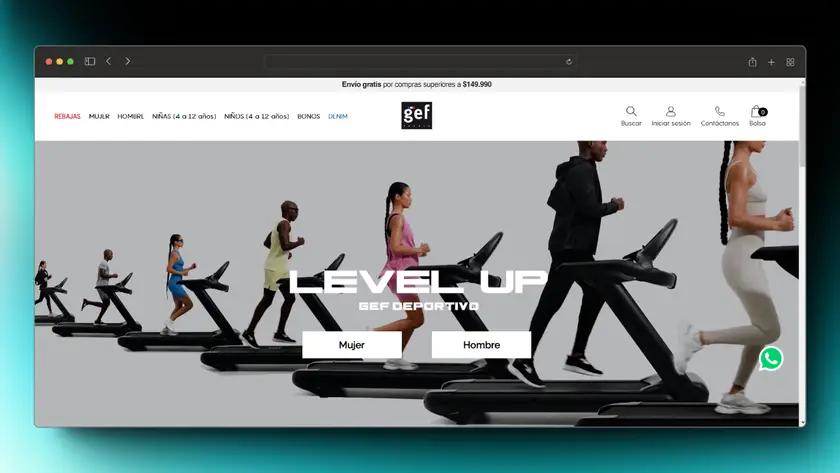 Envío gratis por compras superiores a $149.990
REBAJAS MUJER HOMBRE NIÑAS (4 a 12 años) NIÑOS (4 a 12 años) BONOS DENIM
gef
Buscar Iniciar sesión Contáctanos Bolsa 0
LEVEL UP
GEF DEPORTIVO
Mujer Hombre